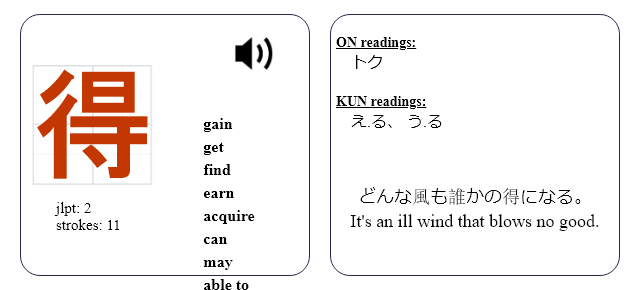 得
jlpt: 2
strokes: 11
gain
get
find
earn
acquire
can
may
able to
ON readings:
トク
KUN readings:
え.る、 う.る
どんな風も誰かの得になる。
It's an ill wind that blows no good.